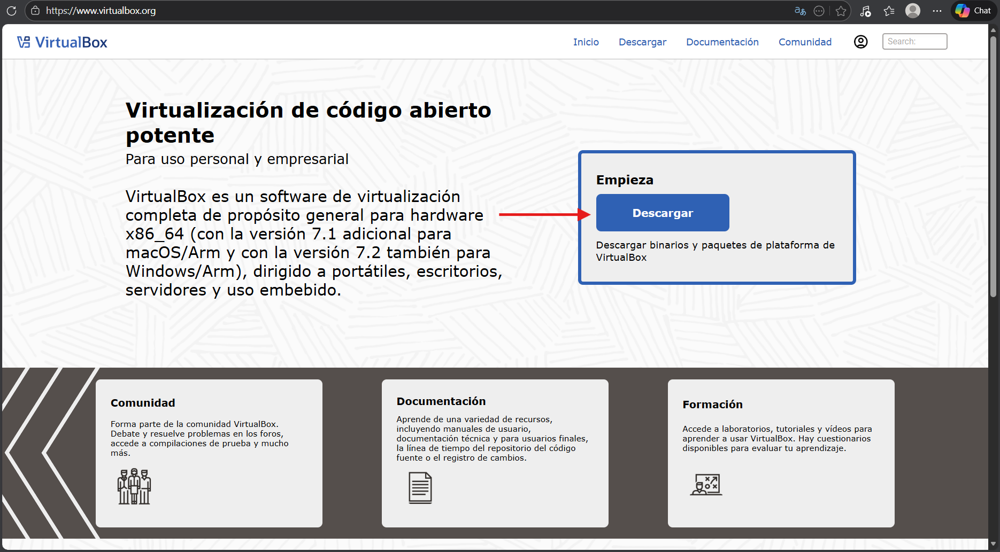 https://www.virtualbox.org
Chat
VirtualBox
Inicio
Descargar
Documentación
Comunidad
Search:
Virtualización de código abierto
potente
Para uso personal y empresarial
VirtualBox es un software de virtualización
completa de propósito general para hardware
x86_64 (con la versión 7.1 adicional para
macOS/Arm y con la versión 7.2 también para
Windows/Arm), dirigido a portátiles, escritorios,
servidores y uso embebido.
Empieza
Descargar
Descargar binarios y paquetes de plataforma de
VirtualBox
Comunidad
Forma parte de la comunidad VirtualBox.
Debate y resuelve problemas en los foros,
accede a compilaciones de prueba y mucho
más.
Documentación
Aprende de una variedad de recursos,
incluyendo manuales de usuario,
documentación técnica y para usuarios finales,
la línea de tiempo del repositorio del código
fuente o el registro de cambios.
Formación
Accede a laboratorios, tutoriales y vídeos para
aprender a usar VirtualBox. Hay cuestionarios
disponibles para evaluar tu aprendizaje.